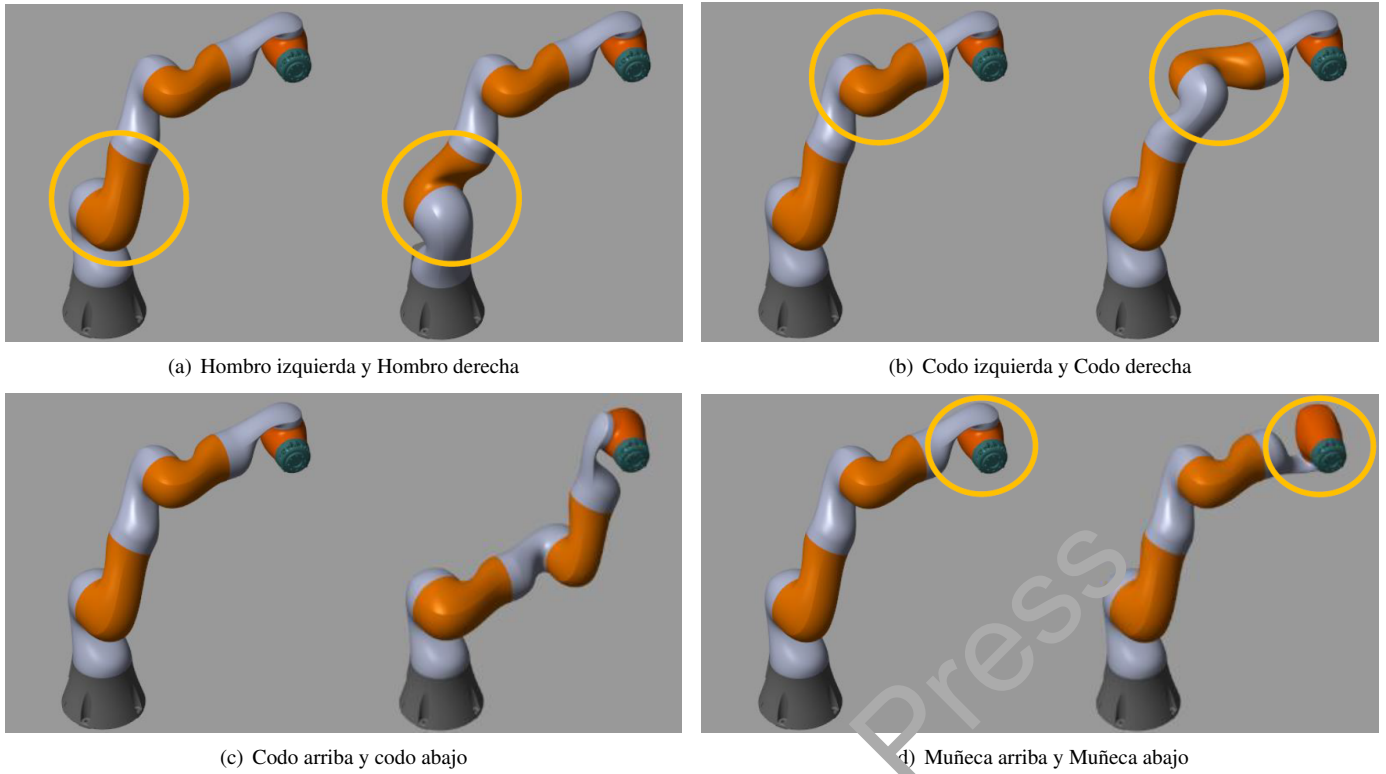 (a) Hombro izquierda y Hombro derecha
(b) Codo izquierda y Codo derecha
(c) Codo arriba y codo abajo
(d) Muñeca arriba y Muñeca abajo
Press